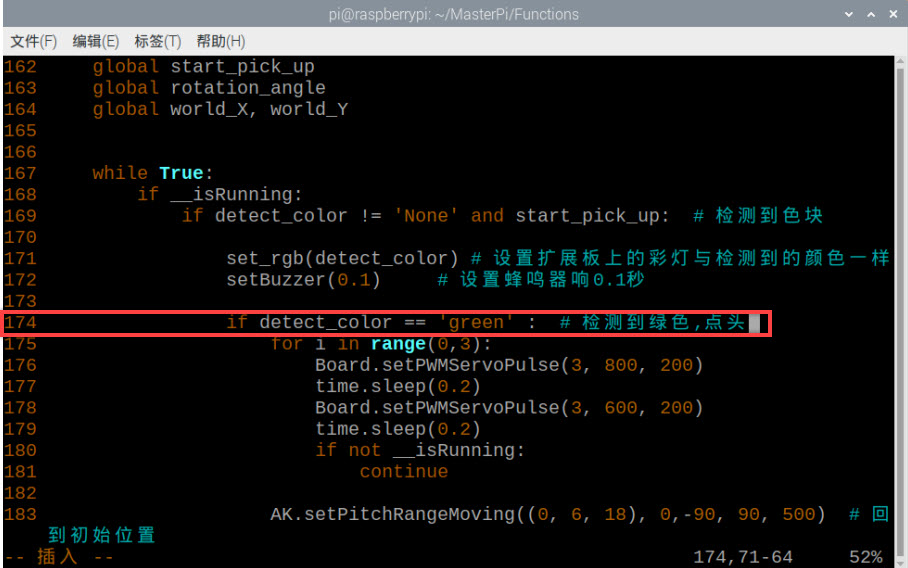 pi@raspberrypi: ~/MasterPi/Functions
文件(F) 编辑(E) 标签(T) 帮助(H)
162     global start_pick_up
163     global rotation_angle
164     global world_X, world_Y
165
166
167     while True:
168         if __isRunning:
169             if detect_color != 'None' and start_pick_up:  # 检测到色块
170
171                 set_rgb(detect_color) # 设置扩展板上的彩灯与检测到的颜色一样
172                 setBuzzer(0.1)     # 设置蜂鸣器响0.1秒
173
174                 if detect_color == 'green' :  # 检测到绿色,点头
175                     for i in range(0,3):
176                         Board.setPWMServoPulse(3, 800, 200)
177                         time.sleep(0.2)
178                         Board.setPWMServoPulse(3, 600, 200)
179                         time.sleep(0.2)
180                         if not __isRunning:
181                             continue
182
183                     AK.setPitchRangeMoving((0, 6, 18), 0,-90, 90, 500)  # 回
到初始位置
-- 插入 --                                                    174,71-64     52%